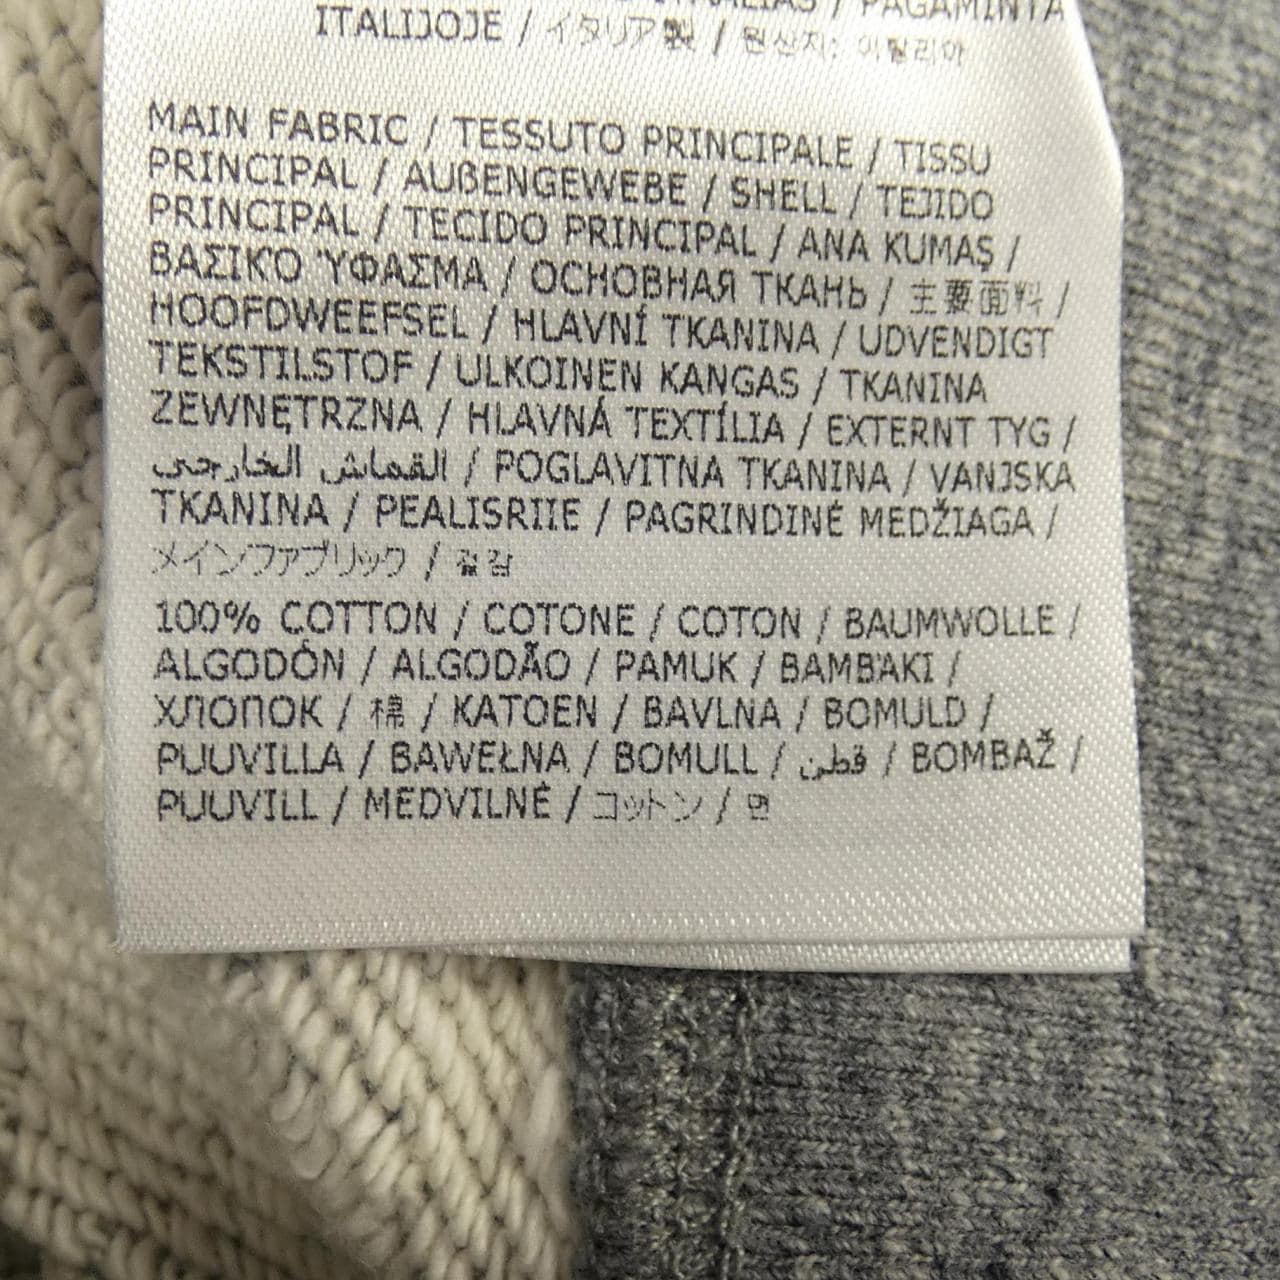 PAGAMINTA
ITALIJOJE / イタリア製 / 원산지: 이탈리아
MAIN FABRIC / TESSUTO PRINCIPALE / TISSU
PRINCIPAL / AUßENGEWEBE / SHELL / TEJIDO
PRINCIPAL / TECIDO PRINCIPAL / ANA KUMAŞ /
ΒΑΣΙΚΌ ΎΦΑΣΜΑ / ОСНОВНАЯ ТКАНЬ / 主要面料 /
HOOFDWEEFSEL / HLAVNÍ TKANINA / UDVENDIGT
TEKSTILSTOF / ULKOINEN KANGAS / TKANINA
ZEWNĘTRZNA / HLAVNÁ TEXTÍLIA / EXTERNT TYG /
القماش الخارجي / POGLAVITNA TKANINA / VANJSKA
TKANINA / PEALISRIIE / PAGRINDINĖ MEDŽIAGA /
メインファブリック / 겉감
100% COTTON / COTONE / COTON / BAUMWOLLE /
ALGODÓN / ALGODÃO / PAMUK / ΒΑΜΒΆΚΙ /
ХЛОПОК / 棉 / KATOEN / BAVLNA / BOMULD /
PUUVILLA / BAWEŁNA / BOMULL / قطن / BOMBAŽ /
PUUVILL / MEDVILNĖ / コットン / 면